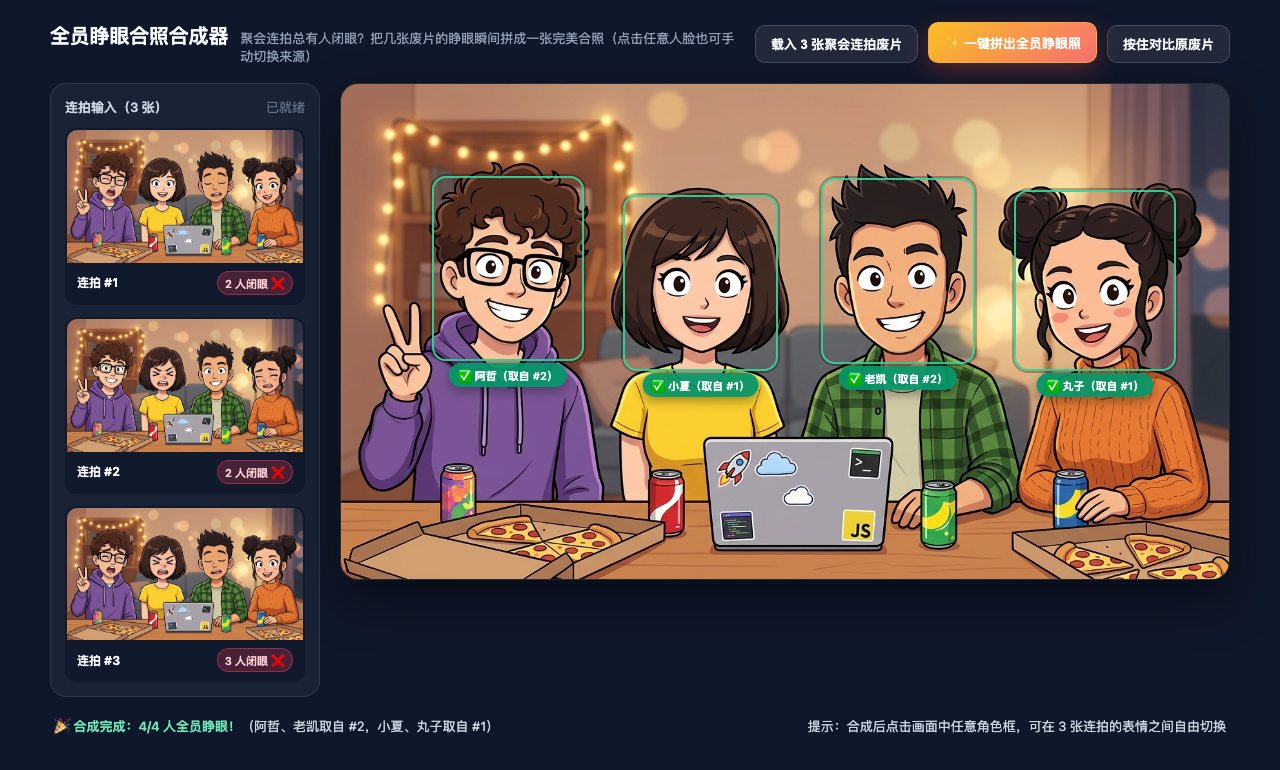 全员睁眼合照合成器
聚会连拍总有人闭眼？把几张废片的睁眼瞬间拼成一张完美合照（点击任意人脸也可手
动切换来源）
载入 3 张聚会连拍废片
✨ 一键拼出全员睁眼照
按住对比原废片
连拍输入（3 张）
已就绪
连拍 #1
2 人闭眼 ❌
连拍 #2
2 人闭眼 ❌
连拍 #3
3 人闭眼 ❌
✅ 阿哲（取自 #2）
✅ 小夏（取自 #1）
✅ 老凯（取自 #2）
✅ 丸子（取自 #1）
>_
JS
🎉 合成完成：4/4 人全员睁眼！（阿哲、老凯取自 #2，小夏、丸子取自 #1）
提示：合成后点击画面中任意角色框，可在 3 张连拍的表情之间自由切换